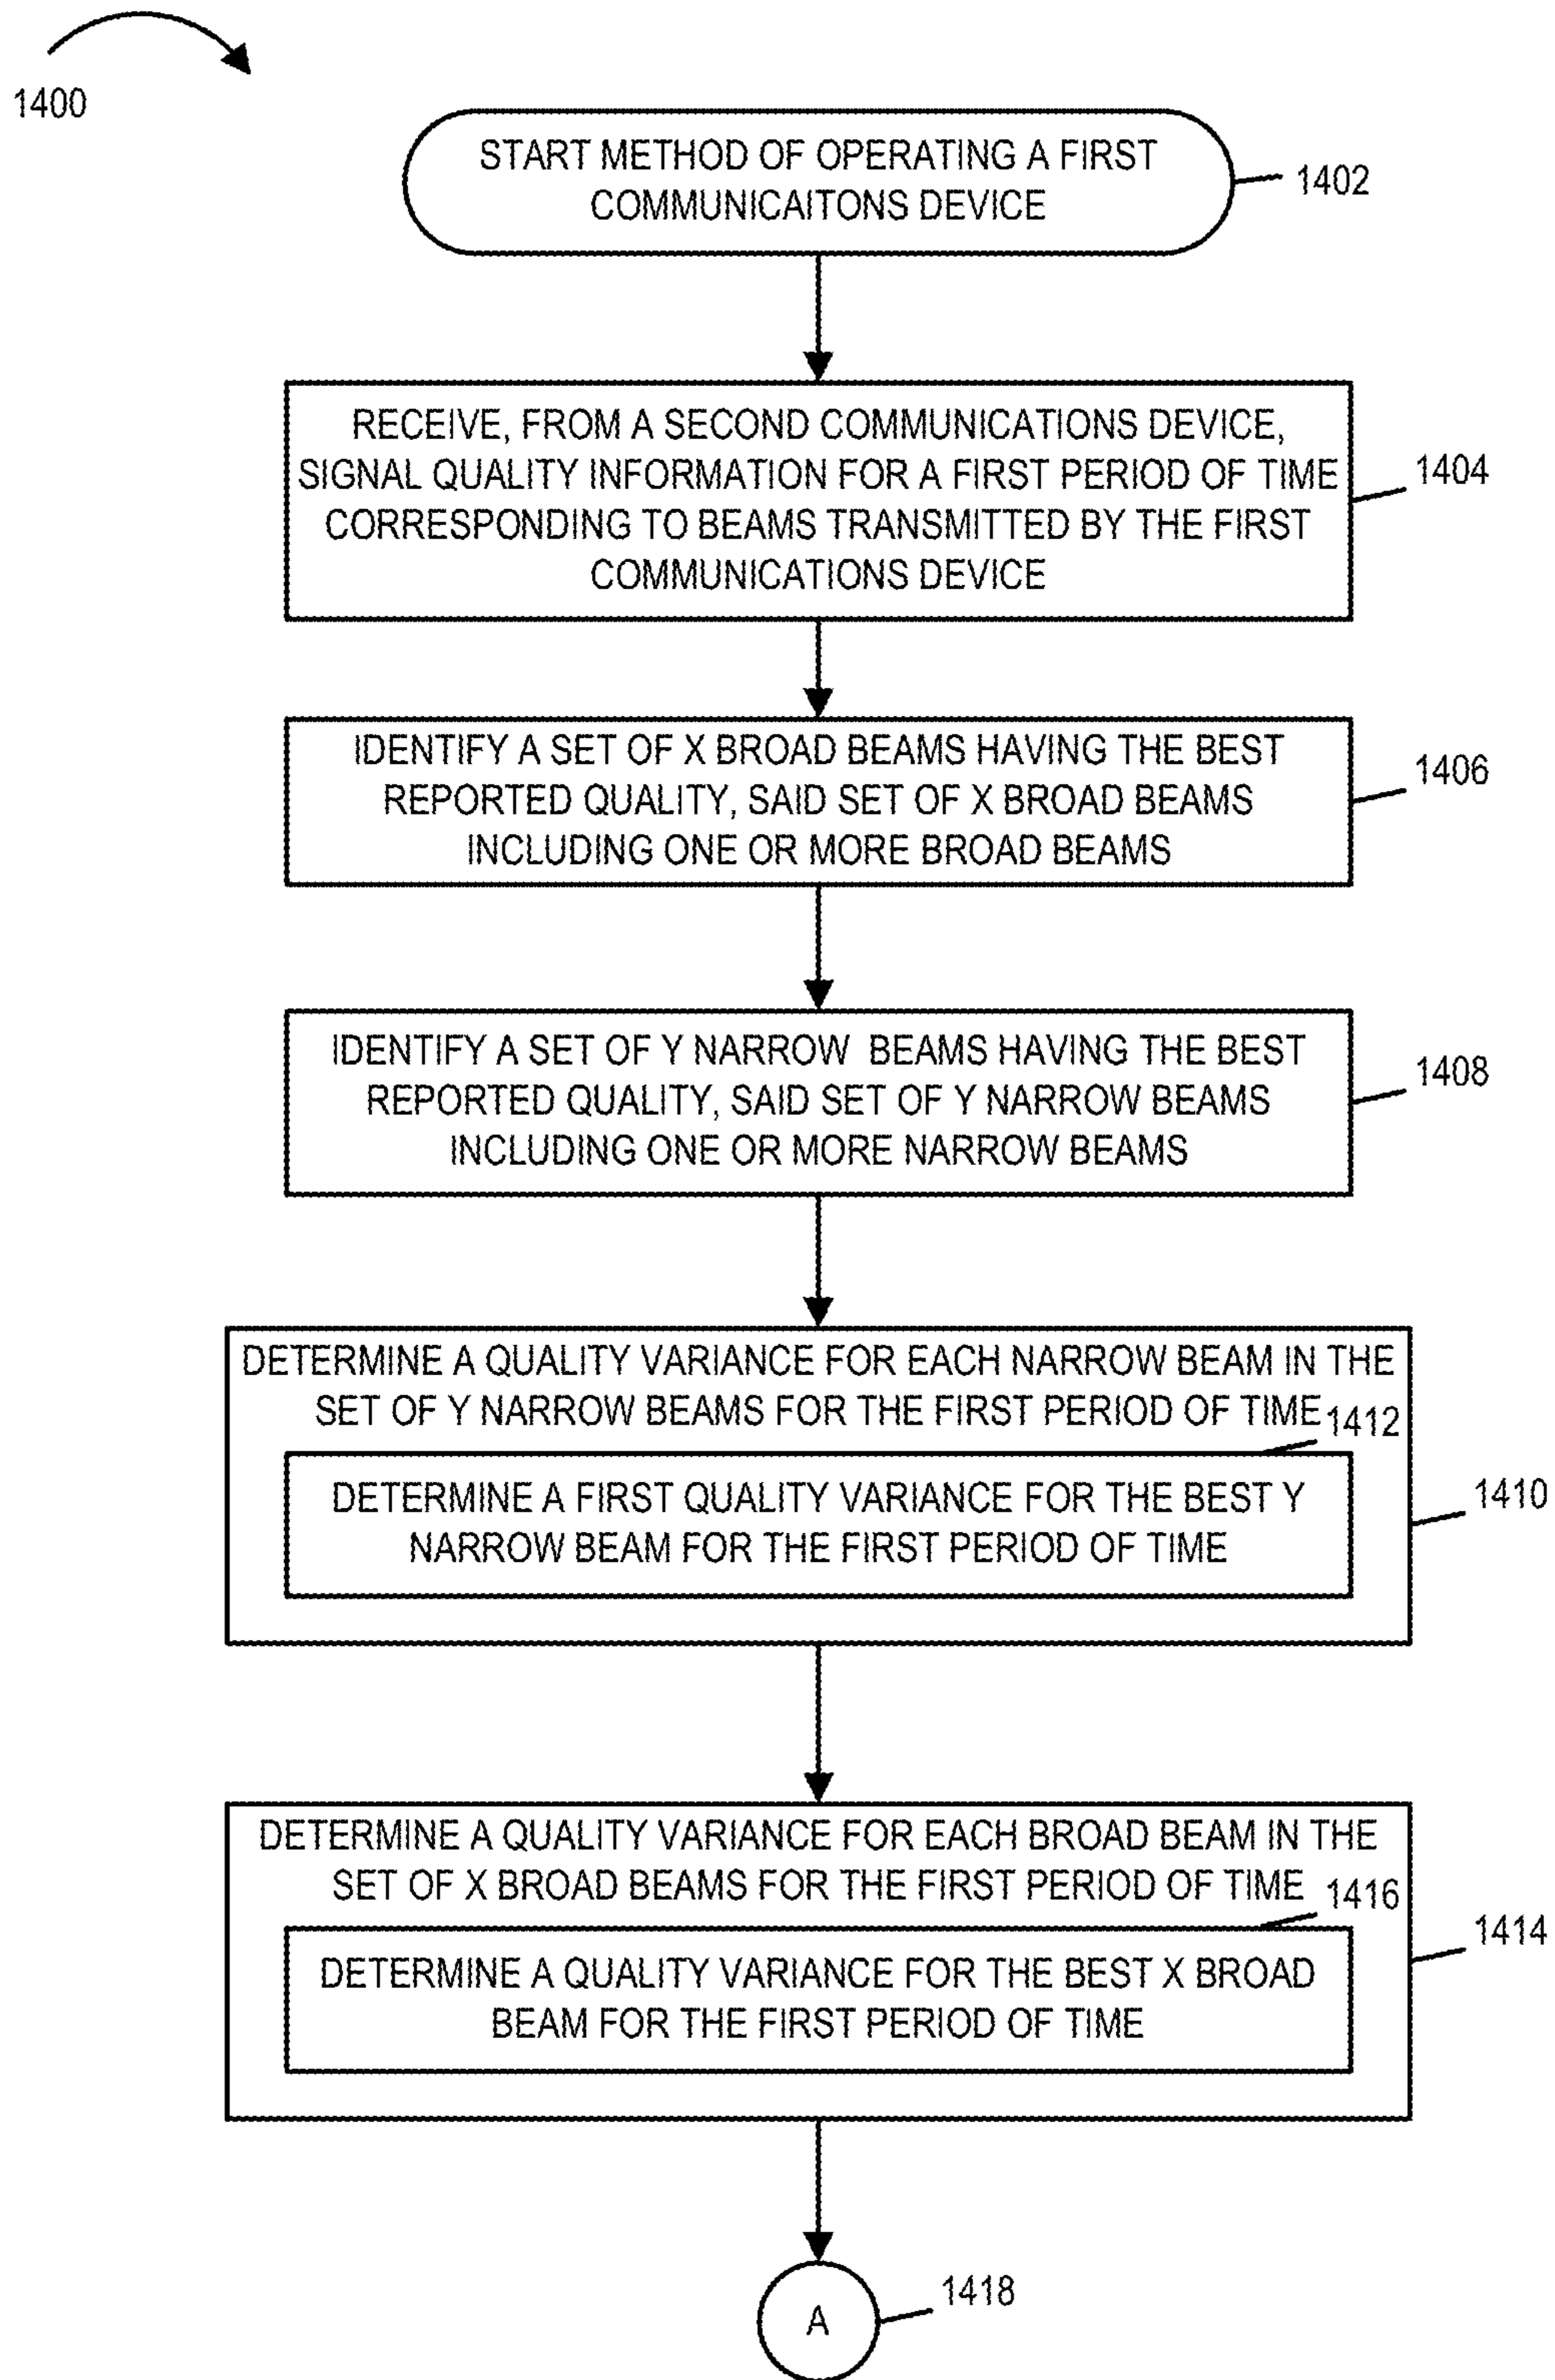 1400
START METHOD OF OPERATING A FIRST
COMMUNICAITONS DEVICE
1402
RECEIVE, FROM A SECOND COMMUNICATIONS DEVICE,
SIGNAL QUALITY INFORMATION FOR A FIRST PERIOD OF TIME
CORRESPONDING TO BEAMS TRANSMITTED BY THE FIRST
COMMUNICATIONS DEVICE
1404
IDENTIFY A SET OF X BROAD BEAMS HAVING THE BEST
REPORTED QUALITY, SAID SET OF X BROAD BEAMS
INCLUDING ONE OR MORE BROAD BEAMS
1406
IDENTIFY A SET OF Y NARROW BEAMS HAVING THE BEST
REPORTED QUALITY, SAID SET OF Y NARROW BEAMS
INCLUDING ONE OR MORE NARROW BEAMS
1408
DETERMINE A QUALITY VARIANCE FOR EACH NARROW BEAM IN THE
SET OF Y NARROW BEAMS FOR THE FIRST PERIOD OF TIME
1412
DETERMINE A FIRST QUALITY VARIANCE FOR THE BEST Y
NARROW BEAM FOR THE FIRST PERIOD OF TIME
1410
DETERMINE A QUALITY VARIANCE FOR EACH BROAD BEAM IN THE
SET OF X BROAD BEAMS FOR THE FIRST PERIOD OF TIME
1416
DETERMINE A QUALITY VARIANCE FOR THE BEST X BROAD
BEAM FOR THE FIRST PERIOD OF TIME
1414
A
1418